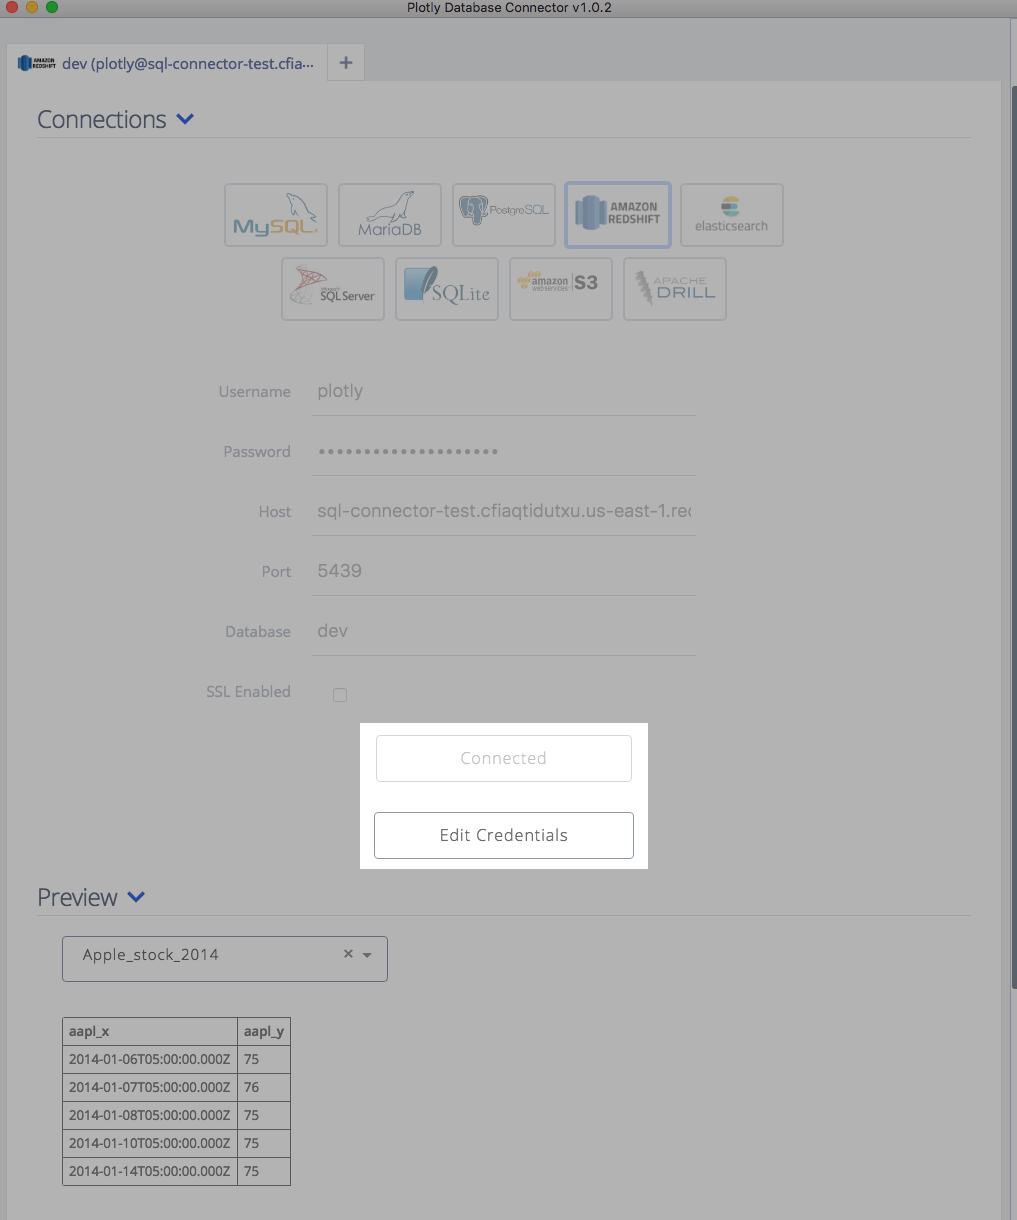 Plotly Database Connector v1.0.2
AMAZON REDSHIFT dev (plotly@sql-connector-test.cfia... +
Connections
MySQL MariaDB PostgreSQL AMAZON REDSHIFT elasticsearch
Microsoft SQL Server SQLite amazon web services S3 APACHE DRILL
Username plotly
Password ••••••••••••••••••••
Host sql-connector-test.cfiaqtidutxu.us-east-1.rec
Port 5439
Database dev
SSL Enabled
Connected
Edit Credentials
Preview
Apple_stock_2014 ×
aapl_x aapl_y
2014-01-06T05:00:00.000Z 75
2014-01-07T05:00:00.000Z 76
2014-01-08T05:00:00.000Z 75
2014-01-10T05:00:00.000Z 75
2014-01-14T05:00:00.000Z 75